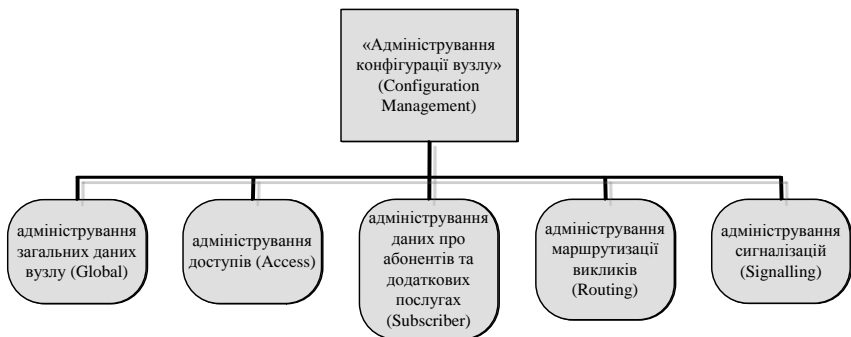 «Адміністрування
конфігурації вузлу»
(Configuration
Management)
адміністрування
загальних даних
вузлу (Global)
адміністрування
доступів (Access)
адміністрування
даних про
абонентів та
додаткових
послугах
(Subscriber)
адміністрування
маршрутизації
викликів
(Routing)
адміністрування
сигналізацій
(Signalling)